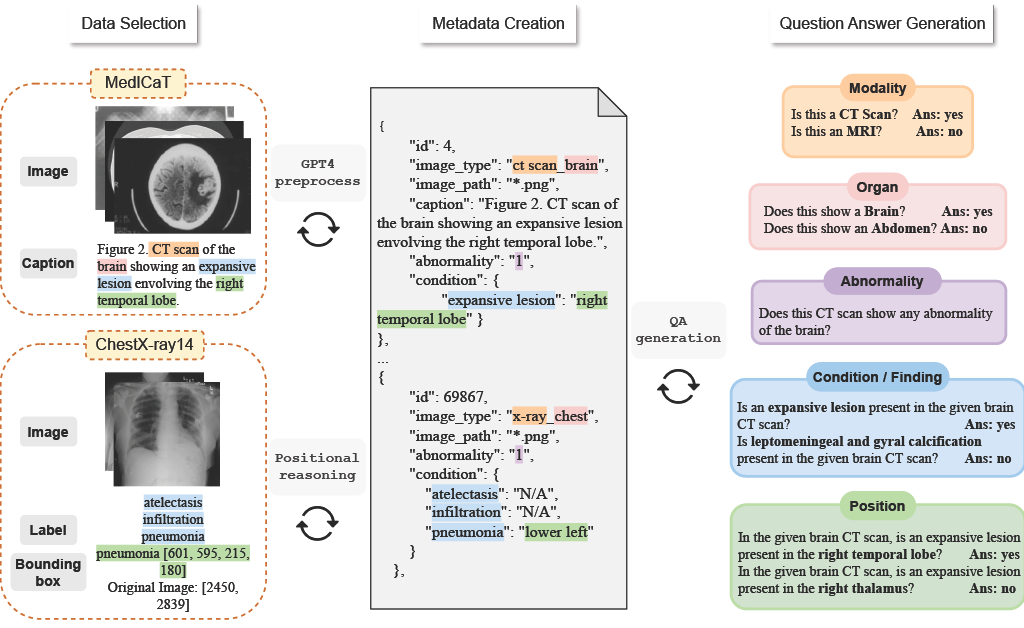 Data Selection
Metadata Creation
Question Answer Generation
MedICaT
Image
Caption
Figure 2. CT scan of the
brain showing an expansive
lesion envolving the right
temporal lobe.
ChestX-ray14
Image
Label
atelectasis
infiltration
pneumonia
Bounding
box
pneumonia [601, 595, 215,
180]
Original Image: [2450,
2839]
GPT4
preprocess
Positional
reasoning
{
"id": 4,
"image_type": "ct scan_brain",
"image_path": "*.png",
"caption": "Figure 2. CT scan of
the brain showing an expansive lesion
envolving the right temporal lobe.",
"abnormality": "1",
"condition": {
"expansive lesion": "right
temporal lobe" }
},
...
{
"id": 69867,
"image_type": "x-ray_chest",
"image_path": "*.png",
"abnormality": "1",
"condition": {
"atelectasis": "N/A",
"infiltration": "N/A",
"pneumonia": "lower left"
}
},
QA
generation
Modality
Is this a CT Scan? Ans: yes
Is this an MRI? Ans: no
Organ
Does this show a Brain? Ans: yes
Does this show an Abdomen? Ans: no
Abnormality
Does this CT scan show any abnormality
of the brain?
Condition / Finding
Is an expansive lesion present in the given brain
CT scan? Ans: yes
Is leptomeningeal and gyral calcification
present in the given brain CT scan? Ans: no
Position
In the given brain CT scan, is an expansive lesion
present in the right temporal lobe? Ans: yes
In the given brain CT scan, is an expansive lesion
present in the right thalamus? Ans: no